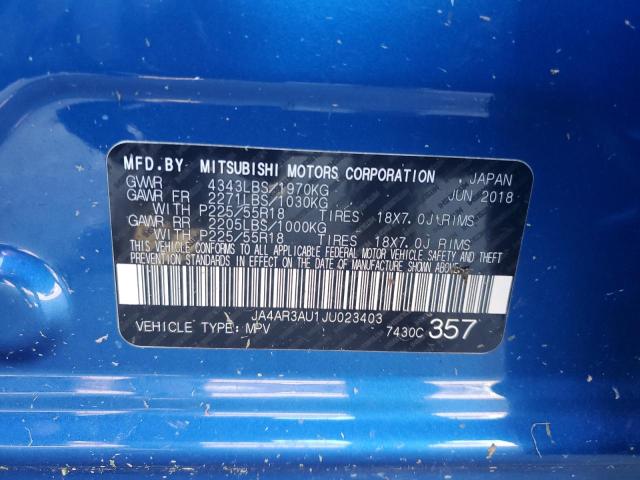 MFD.BY MITSUBISHI MOTORS CORPORATION JAPAN
GVWR 4343LBS/1970KG JUN 2018
GAWR FR 2271LBS/1030KG
WITH P225/55R18 TIRES 18X7.0J RIMS
GAWR RR 2205LBS/1000KG
WITH P225/55R18 TIRES 18X7.0J RIMS
THIS VEHICLE CONFORMS TO ALL APPLICABLE FEDERAL MOTOR VEHICLE SAFETY AND THEFT
PREVENTION STANDARDS IN EFFECT ON THE DATE OF MANUFACTURE SHOWN ABOVE.
JA4AR3AU1JU023403
VEHICLE TYPE: MPV 7430C 357